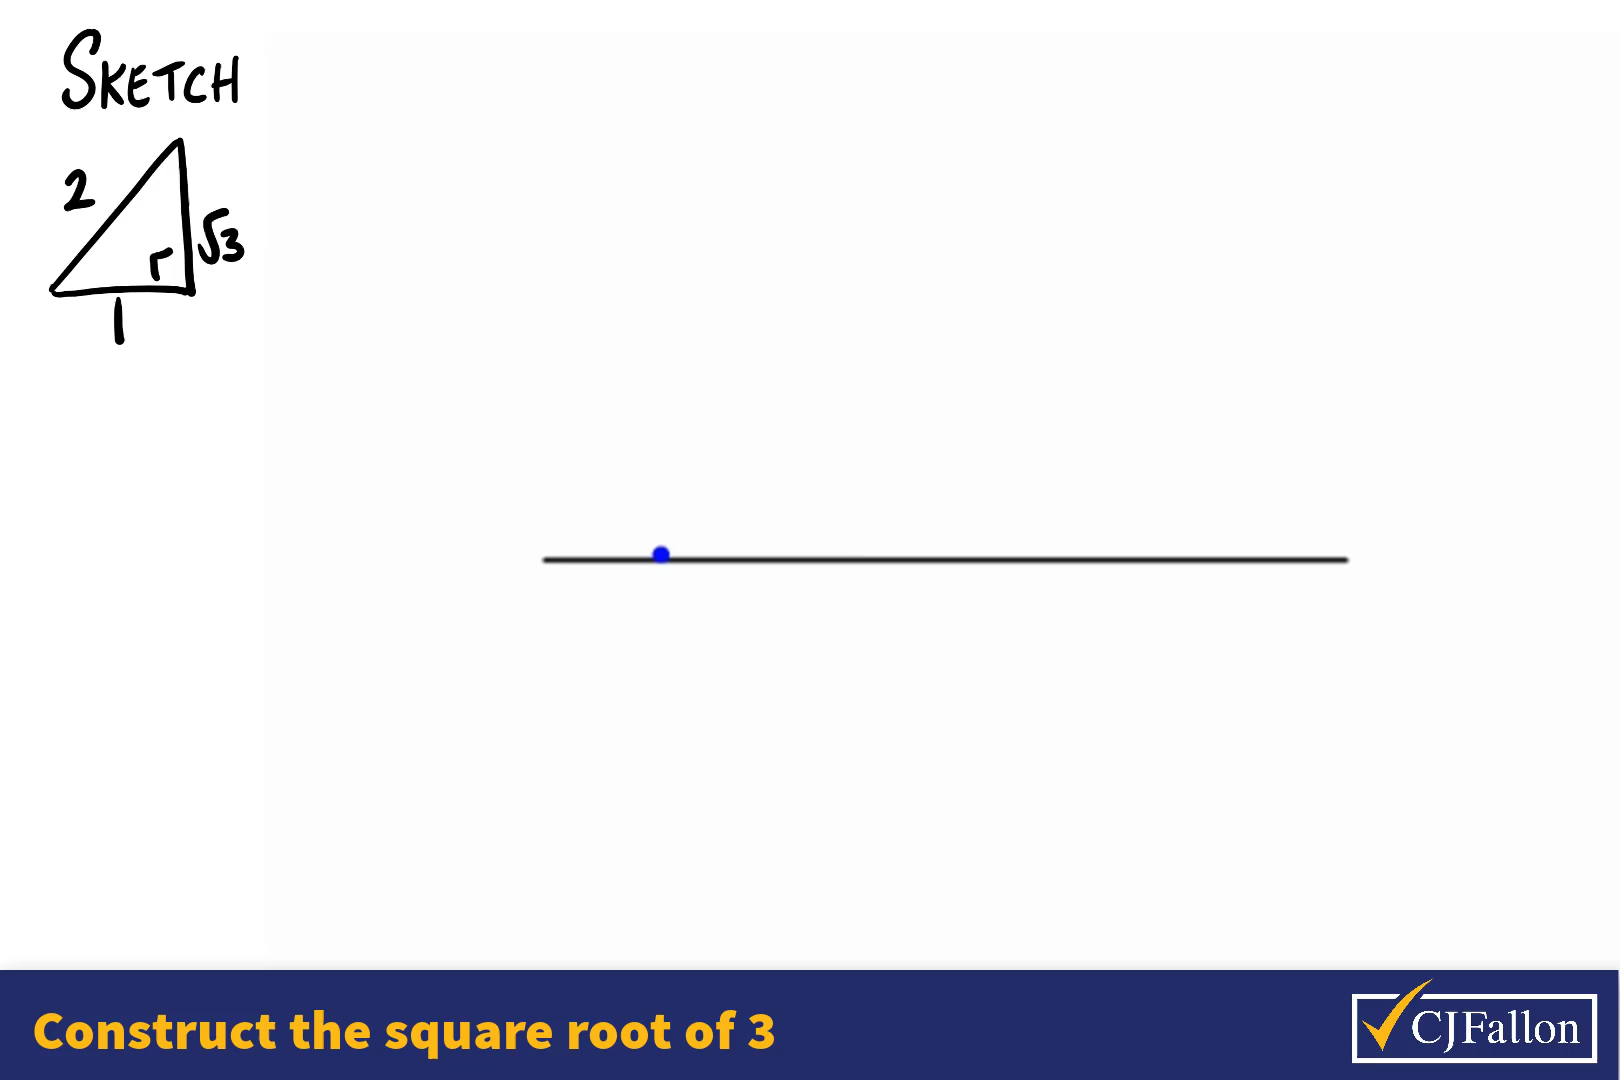 SKETCH
2
√3
1
Construct the square root of 3
CJFallon